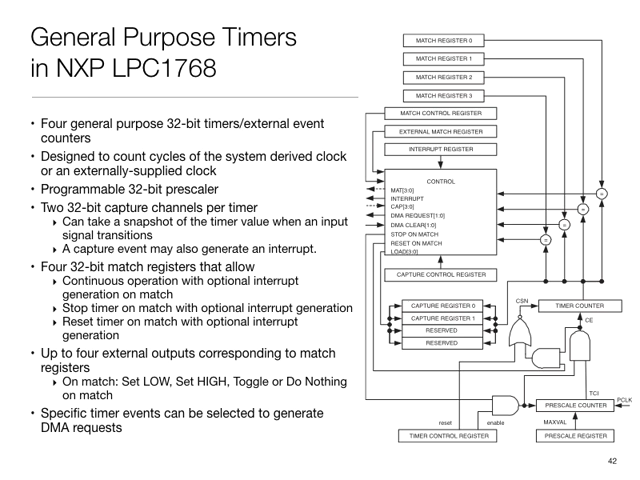 General Purpose Timers
in NXP LPC1768
• Four general purpose 32-bit timers/external event
counters
• Designed to count cycles of the system derived clock
or an externally-supplied clock
• Programmable 32-bit prescaler
• Two 32-bit capture channels per timer
▸ Can take a snapshot of the timer value when an input
signal transitions
▸ A capture event may also generate an interrupt.
• Four 32-bit match registers that allow
▸ Continuous operation with optional interrupt
generation on match
▸ Stop timer on match with optional interrupt generation
▸ Reset timer on match with optional interrupt
generation
• Up to four external outputs corresponding to match
registers
▸ On match: Set LOW, Set HIGH, Toggle or Do Nothing
on match
• Specific timer events can be selected to generate
DMA requests
MATCH REGISTER 0
MATCH REGISTER 1
MATCH REGISTER 2
MATCH REGISTER 3
MATCH CONTROL REGISTER
EXTERNAL MATCH REGISTER
INTERRUPT REGISTER
CONTROL
MAT[3:0]
INTERRUPT
CAP[3:0]
DMA REQUEST[1:0]
DMA CLEAR[1:0]
STOP ON MATCH
RESET ON MATCH
LOAD[3:0]
=
=
=
=
CAPTURE CONTROL REGISTER
CAPTURE REGISTER 0
CAPTURE REGISTER 1
RESERVED
RESERVED
CSN
TIMER COUNTER
CE
TCI
PCLK
PRESCALE COUNTER
reset
enable
MAXVAL
TIMER CONTROL REGISTER
PRESCALE REGISTER
42